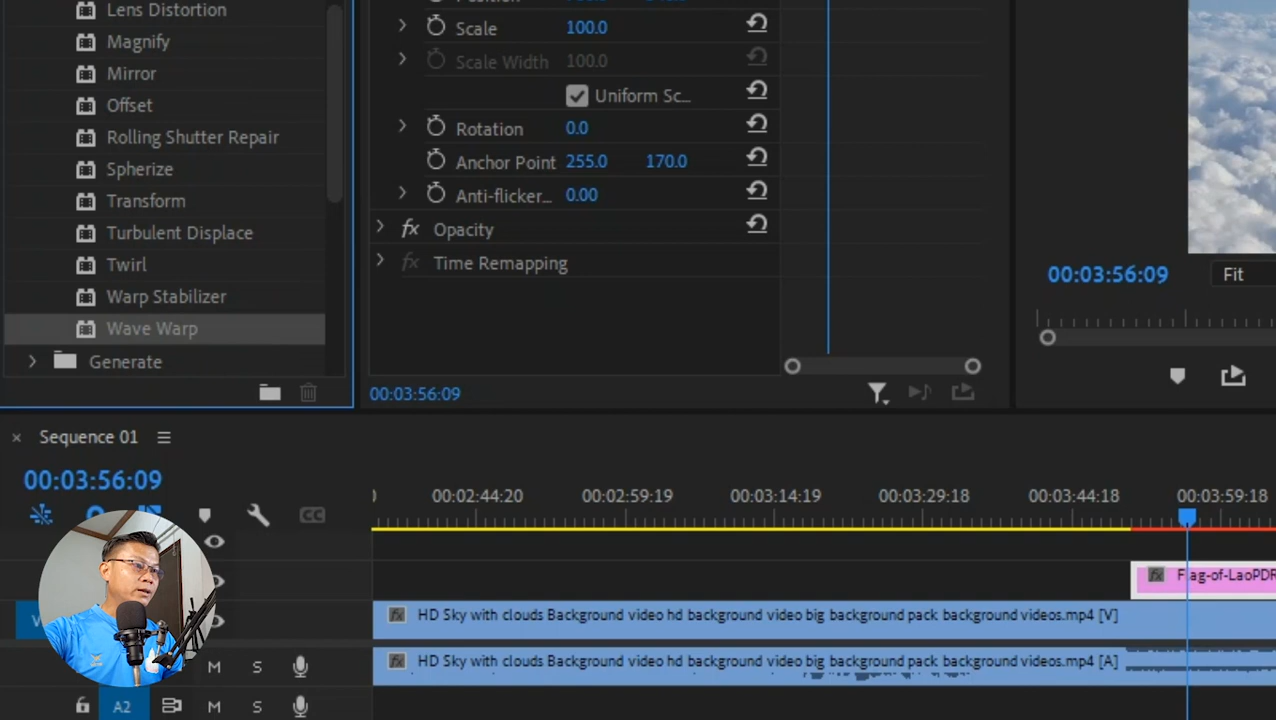 Lens Distortion
Magnify
Mirror
Offset
Rolling Shutter Repair
Spherize
Transform
Turbulent Displace
Twirl
Warp Stabilizer
Wave Warp
Generate
Scale 100.0
Scale Width 100.0
Uniform Sc...
Rotation 0.0
Anchor Point 255.0 170.0
Anti-flicker... 0.00
fx Opacity
fx Time Remapping
00:03:56:09
00:03:56:09 Fit
× Sequence 01
00:03:56:09
00:02:44:20 00:02:59:19 00:03:14:19 00:03:29:18 00:03:44:18 00:03:59:18
CC
fx Flag-of-LaoPDR
V
fx HD Sky with clouds Background video hd background video big background pack background videos.mp4 [V]
M S
fx HD Sky with clouds Background video hd background video big background pack background videos.mp4 [A]
A2 M S